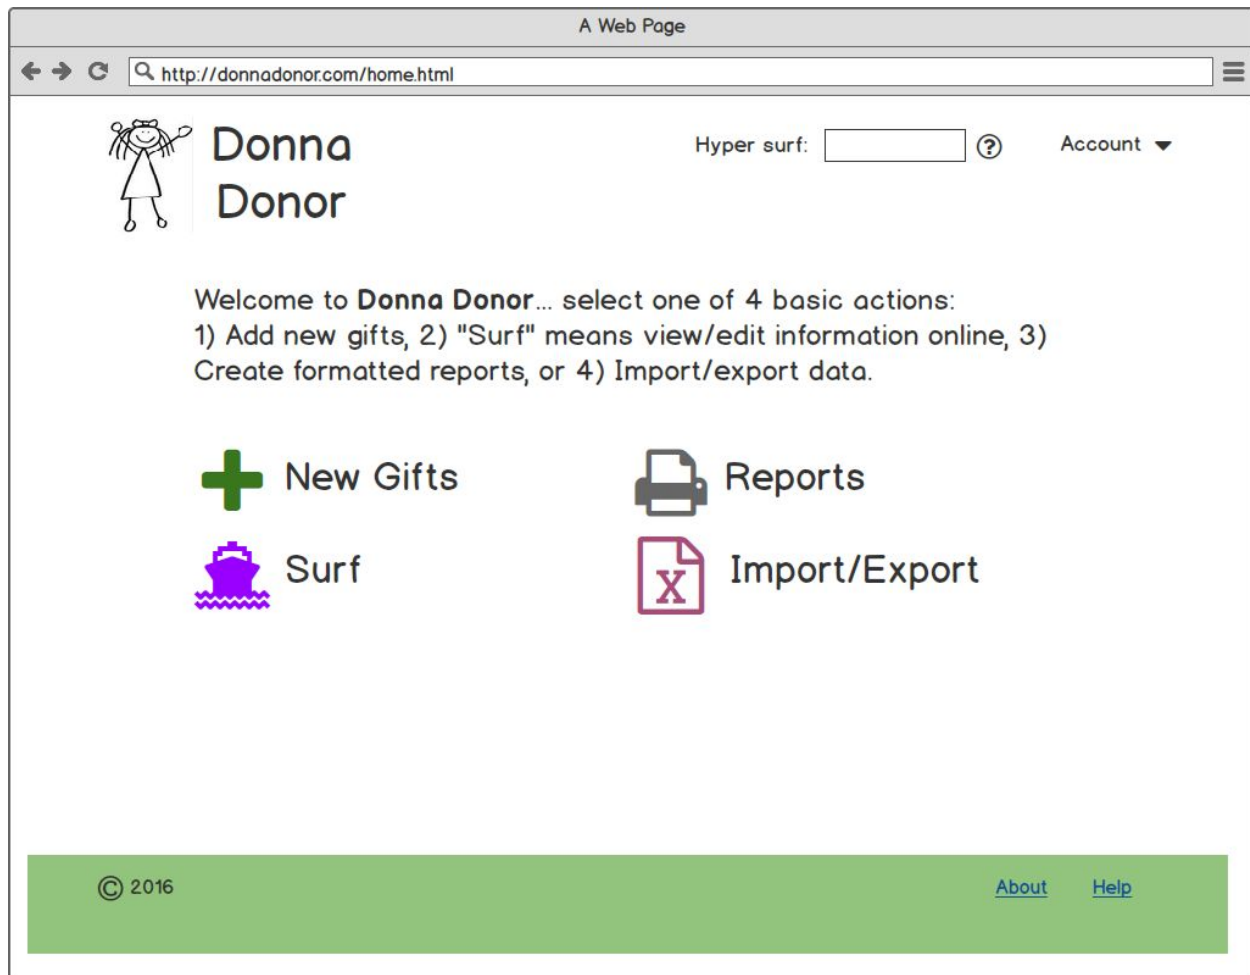 A Web Page
http://donnadonor.com/home.html
Donna
Donor
Hyper surf:
?
Account
Welcome to Donna Donor... select one of 4 basic actions:
1) Add new gifts, 2) "Surf" means view/edit information online, 3)
Create formatted reports, or 4) Import/export data.
New Gifts
Reports
Surf
X
Import/Export
© 2016
About
Help